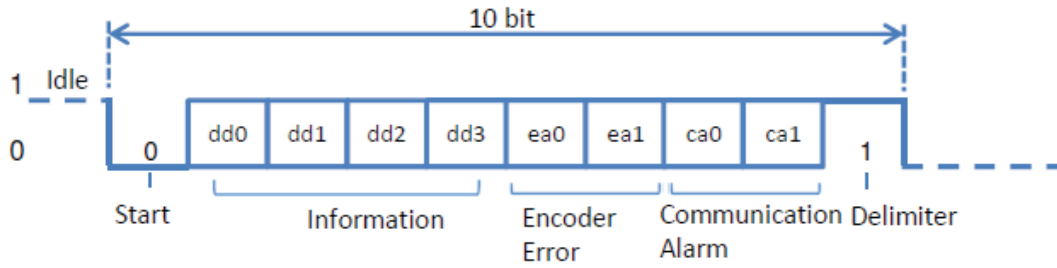 10 bit
1 Idle
0
0 dd0 dd1 dd2 dd3 ea0 ea1 ca0 ca1 1
Start
Information
Encoder
Error
Communication
Alarm
Delimiter